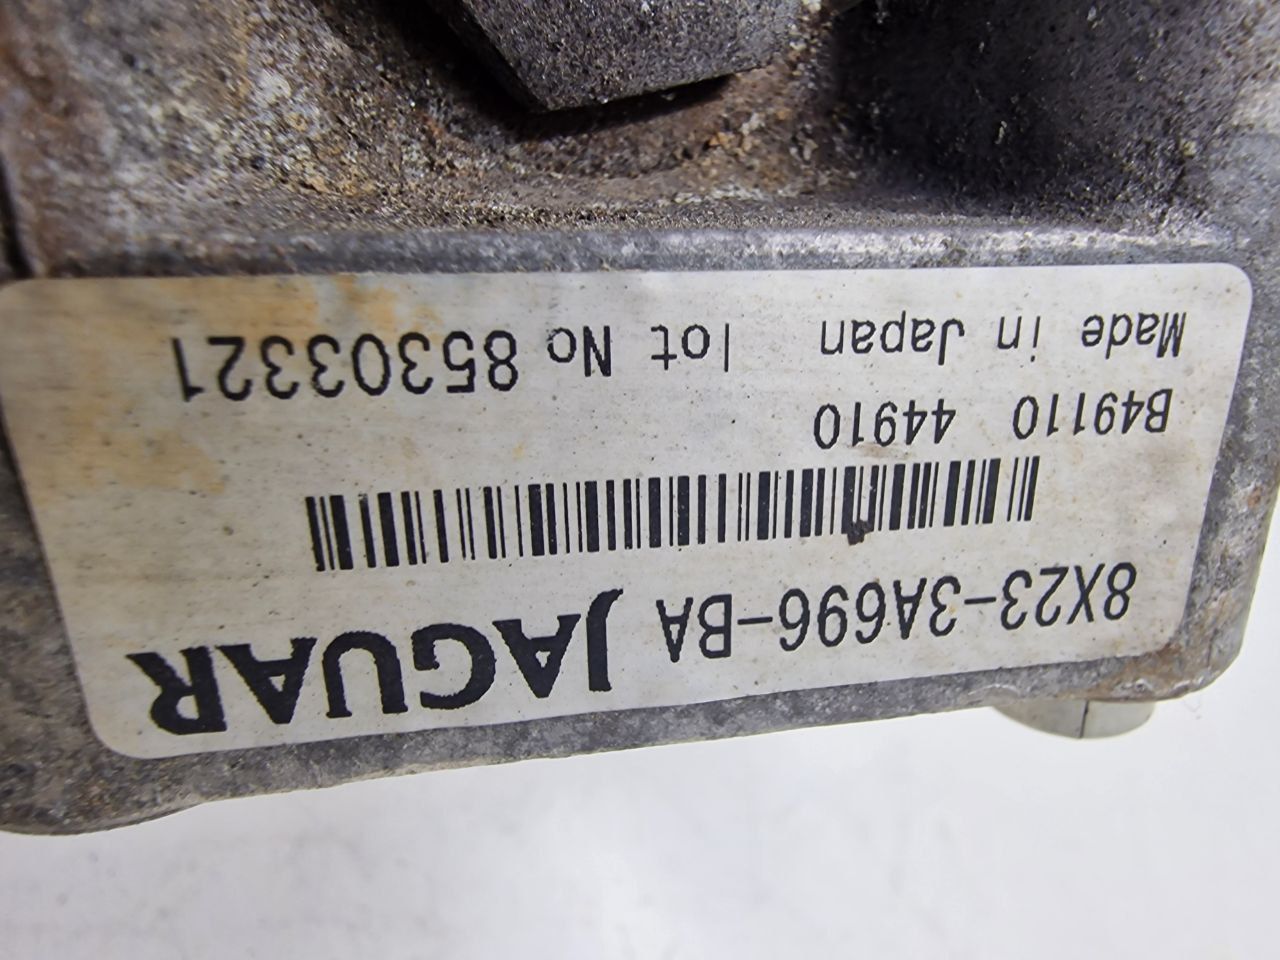 8X23-3A696-BA JAGUAR
B49110 44910
Made in Japan lot No 85303321